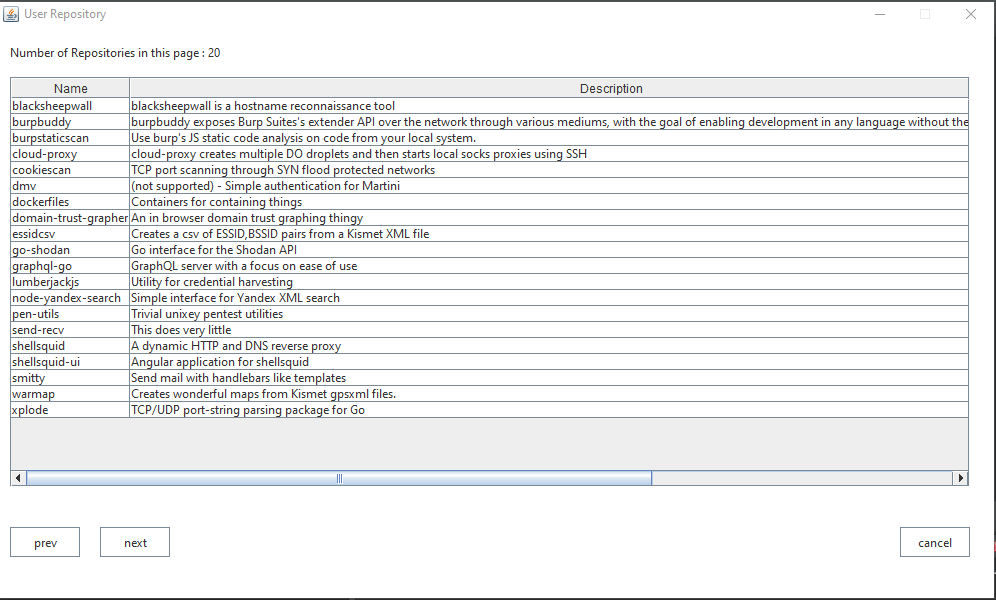 User Repository
Number of Repositories in this page : 20
Name Description
blacksheepwall blacksheepwall is a hostname reconnaissance tool
burpbuddy burpbuddy exposes Burp Suites's extender API over the network through various mediums, with the goal of enabling development in any language without the
burpstaticscan Use burp's JS static code analysis on code from your local system.
cloud-proxy cloud-proxy creates multiple DO droplets and then starts local socks proxies using SSH
cookiescan TCP port scanning through SYN flood protected networks
dmv (not supported) - Simple authentication for Martini
dockerfiles Containers for containing things
domain-trust-grapher An in browser domain trust graphing thingy
essidcsv Creates a csv of ESSID,BSSID pairs from a Kismet XML file
go-shodan Go interface for the Shodan API
graphql-go GraphQL server with a focus on ease of use
lumberjackjs Utility for credential harvesting
node-yandex-search Simple interface for Yandex XML search
pen-utils Trivial unixey pentest utilities
send-recv This does very little
shellsquid A dynamic HTTP and DNS reverse proxy
shellsquid-ui Angular application for shellsquid
smitty Send mail with handlebars like templates
warmap Creates wonderful maps from Kismet gpsxml files.
xplode TCP/UDP port-string parsing package for Go
prev next cancel